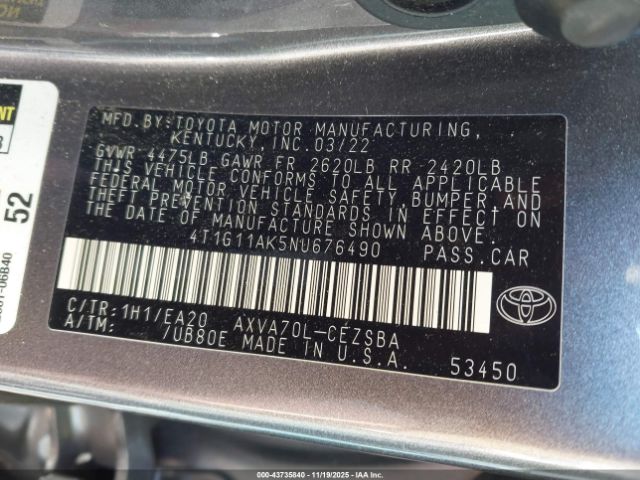 MFD.BY:TOYOTA MOTOR MANUFACTURING,
KENTUCKY, INC. 03/22
GVWR 4475LB GAWR FR 2620LB RR 2420LB
THIS VEHICLE CONFORMS TO ALL APPLICABLE
FEDERAL MOTOR VEHICLE SAFETY, BUMPER AND
THEFT PREVENTION STANDARDS IN EFFECT ON
THE DATE OF MANUFACTURE SHOWN ABOVE.
4T1G11AK5NU676490 PASS.CAR
C/TR: 1H1/EA20 AXVA70L-CEZSBA
A/TM: 7UB80E MADE IN U.S.A.
53450
52
000-43735840 | 11/19/2025 | IAA, Inc.